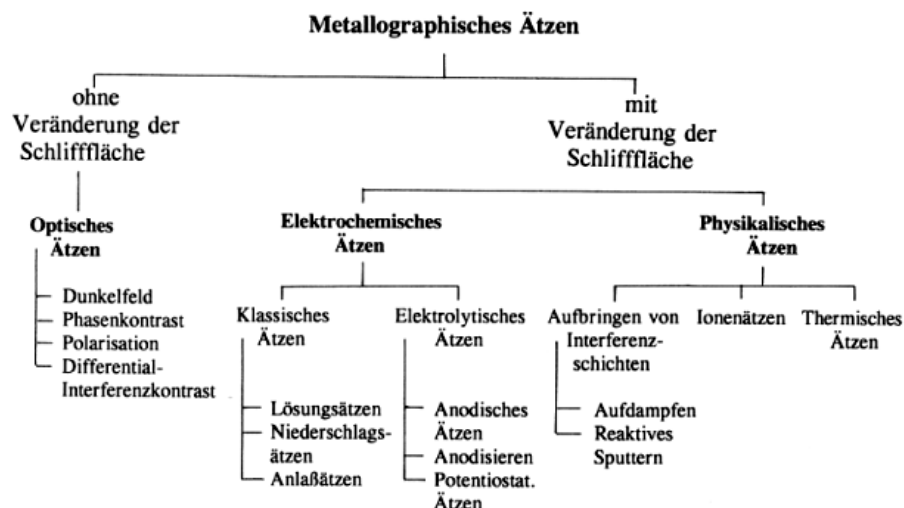 Metallographisches Ätzen
ohne
Veränderung der
Schlifffläche
mit
Veränderung der
Schlifffläche
Optisches
Ätzen
Dunkelfeld
Phasenkontrast
Polarisation
Differential-
Interferenzkontrast
Elektrochemisches
Ätzen
Klassisches
Ätzen
Lösungsätzen
Niederschlags-
ätzen
Anlaßätzen
Elektrolytisches
Ätzen
Anodisches
Ätzen
Anodisieren
Potentiostat.
Ätzen
Physikalisches
Ätzen
Aufbringen von
Interferenz-
schichten
Aufdampfen
Reaktives
Sputtern
Ionenätzen
Thermisches
Ätzen